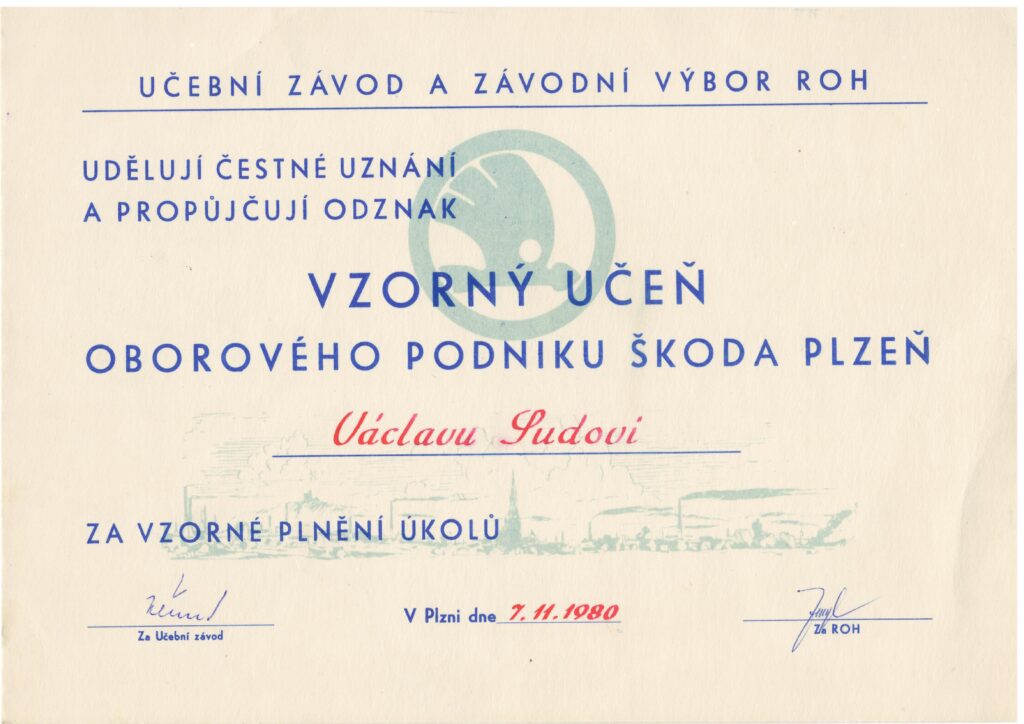 UČEBNÍ ZÁVOD A ZÁVODNÍ VÝBOR ROH
UDĚLUJÍ ČESTNÉ UZNÁNÍ
A PROPŮJČUJÍ ODZNAK
VZORNÝ UČEŇ
OBOROVÉHO PODNIKU ŠKODA PLZEŇ
Václavu Sudovi
ZA VZORNÉ PLNĚNÍ ÚKOLŮ
V Plzni dne 7.11.1980
Za Učební závod
Za ROH